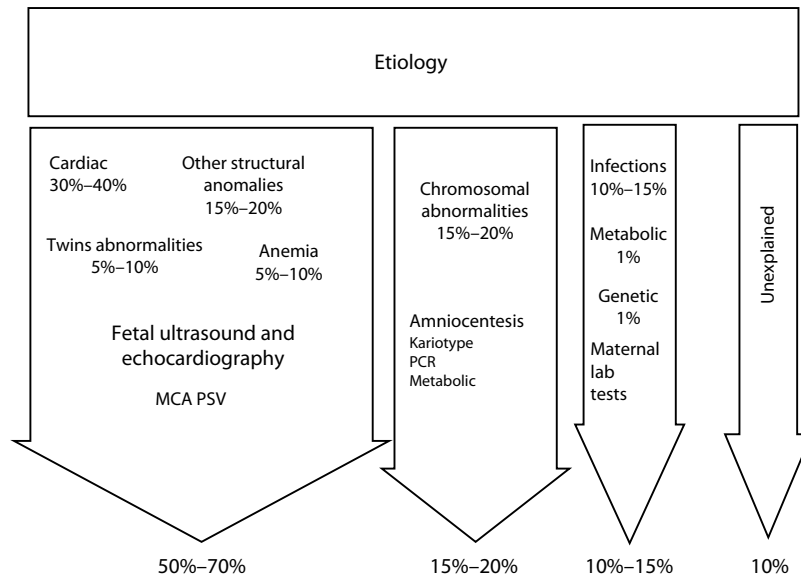 Etiology
Cardiac
30%–40%
Other structural
anomalies
15%–20%
Twins abnormalities
5%–10%
Anemia
5%–10%
Fetal ultrasound and
echocardiography
MCA PSV
50%–70%
Chromosomal
abnormalities
15%–20%
Amniocentesis
Kariotype
PCR
Metabolic
15%–20%
Infections
10%–15%
Metabolic
1%
Genetic
1%
Maternal
lab
tests
10%–15%
Unexplained
10%